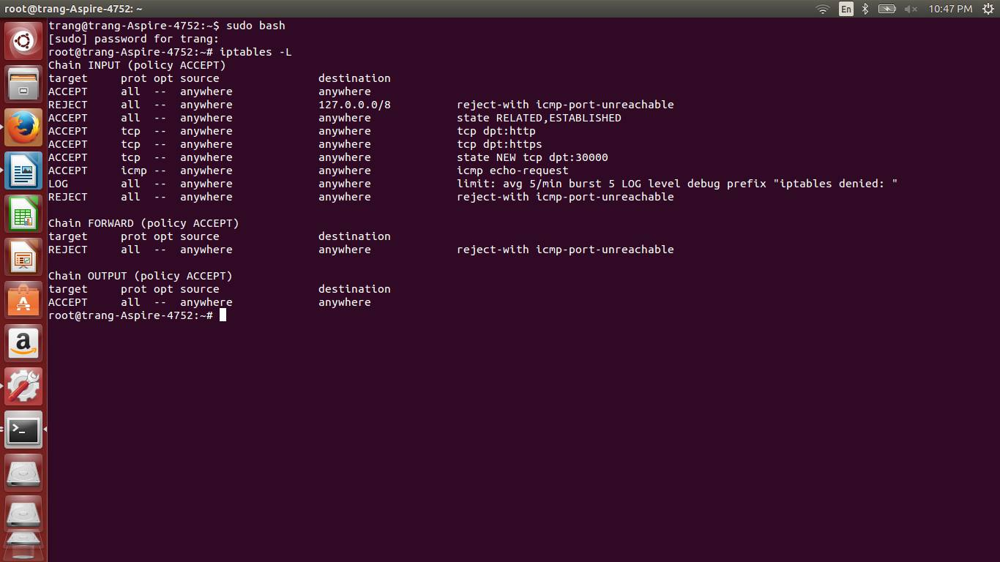 root@trang-Aspire-4752: ~
En
10:47 PM
trang@trang-Aspire-4752:~$ sudo bash
[sudo] password for trang:
root@trang-Aspire-4752:~# iptables -L
Chain INPUT (policy ACCEPT)
target     prot opt source               destination
ACCEPT     all  --  anywhere             anywhere
REJECT     all  --  anywhere             127.0.0.0/8          reject-with icmp-port-unreachable
ACCEPT     all  --  anywhere             anywhere             state RELATED,ESTABLISHED
ACCEPT     tcp  --  anywhere             anywhere             tcp dpt:http
ACCEPT     tcp  --  anywhere             anywhere             tcp dpt:https
ACCEPT     tcp  --  anywhere             anywhere             state NEW tcp dpt:30000
ACCEPT     icmp --  anywhere             anywhere             icmp echo-request
LOG        all  --  anywhere             anywhere             limit: avg 5/min burst 5 LOG level debug prefix "iptables denied: "
REJECT     all  --  anywhere             anywhere             reject-with icmp-port-unreachable

Chain FORWARD (policy ACCEPT)
target     prot opt source               destination
REJECT     all  --  anywhere             anywhere             reject-with icmp-port-unreachable

Chain OUTPUT (policy ACCEPT)
target     prot opt source               destination
ACCEPT     all  --  anywhere             anywhere
root@trang-Aspire-4752:~#